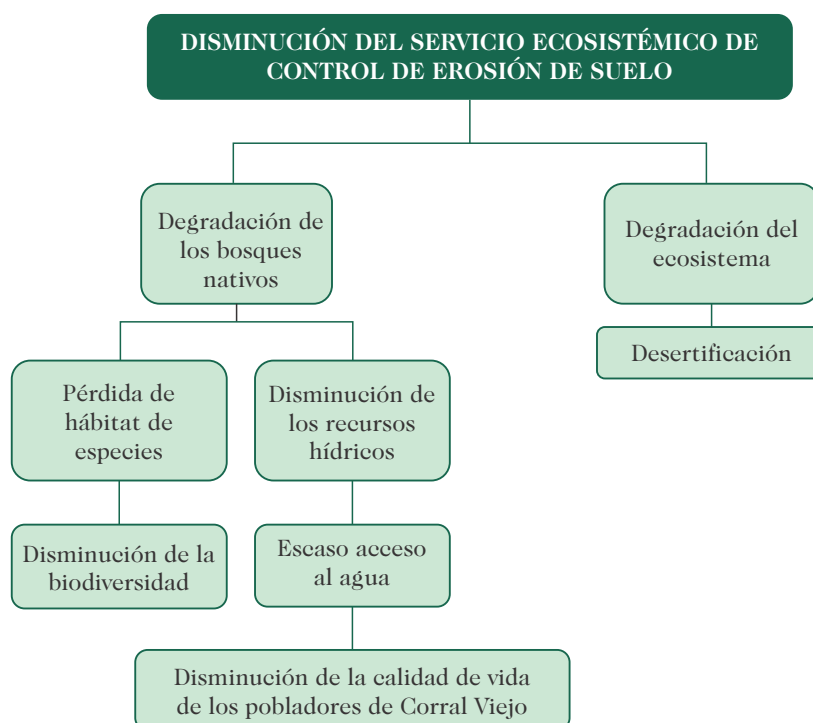 DISMINUCIÓN DEL SERVICIO ECOSISTÉMICO DE
CONTROL DE EROSIÓN DE SUELO
Degradación de
los bosques
nativos
Degradación del
ecosistema
Desertificación
Pérdida de
hábitat de
especies
Disminución de
los recursos
hídricos
Disminución de la
biodiversidad
Escaso acceso
al agua
Disminución de la calidad de vida
de los pobladores de Corral Viejo